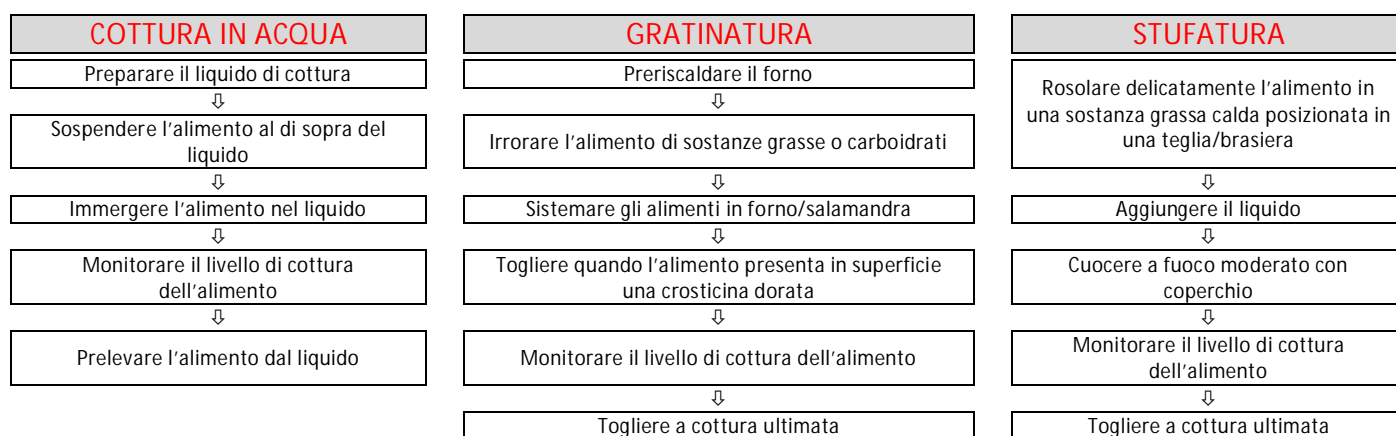 COTTURA IN ACQUA
Preparare il liquido di cottura
⇩
Sospendere l'alimento al di sopra del
liquido
⇩
Immergere l'alimento nel liquido
⇩
Monitorare il livello di cottura
dell'alimento
⇩
Prelevare l'alimento dal liquido
GRATINATURA
Preriscaldare il forno
⇩
Irrorare l'alimento di sostanze grasse o carboidrati
⇩
Sistemare gli alimenti in forno/salamandra
⇩
Togliere quando l'alimento presenta in superficie
una crosticina dorata
⇩
Monitorare il livello di cottura dell'alimento
⇩
Togliere a cottura ultimata
STUFATURA
Rosolare delicatamente l'alimento in
una sostanza grassa calda posizionata in
una teglia/brasiera
⇩
Aggiungere il liquido
⇩
Cuocere a fuoco moderato con
coperchio
⇩
Monitorare il livello di cottura
dell'alimento
⇩
Togliere a cottura ultimata